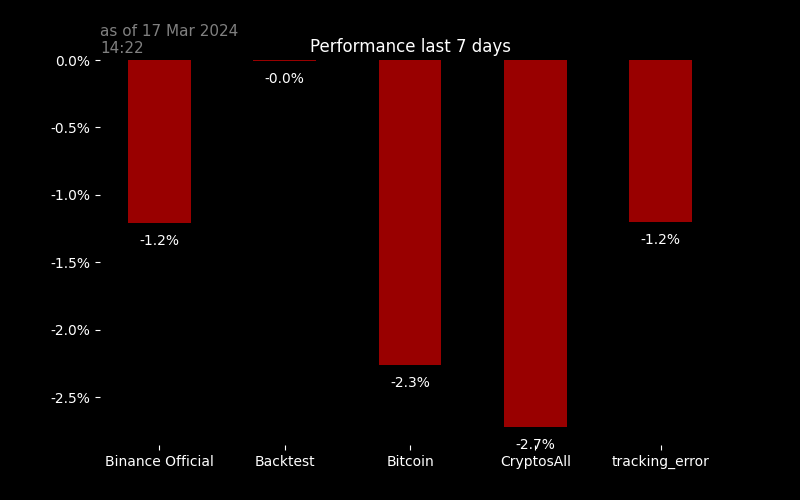 as of 17 Mar 2024
14:22
Performance last 7 days
0.0%
-0.5%
-1.0%
-1.5%
-2.0%
-2.5%
-1.2%
-0.0%
-2.3%
-2.7%
-1.2%
Binance Official
Backtest
Bitcoin
CryptosAll
tracking_error